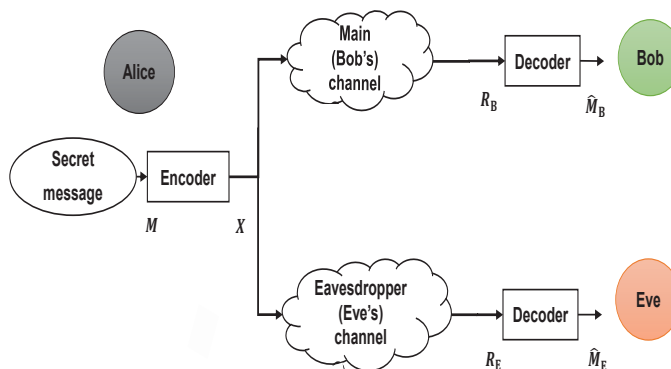 Alice
Main
(Bob's)
channel
Decoder
Bob
R_B
M̂_B
Secret
message
Encoder
M
X
Eavesdropper
(Eve's)
channel
Decoder
Eve
R_E
M̂_E